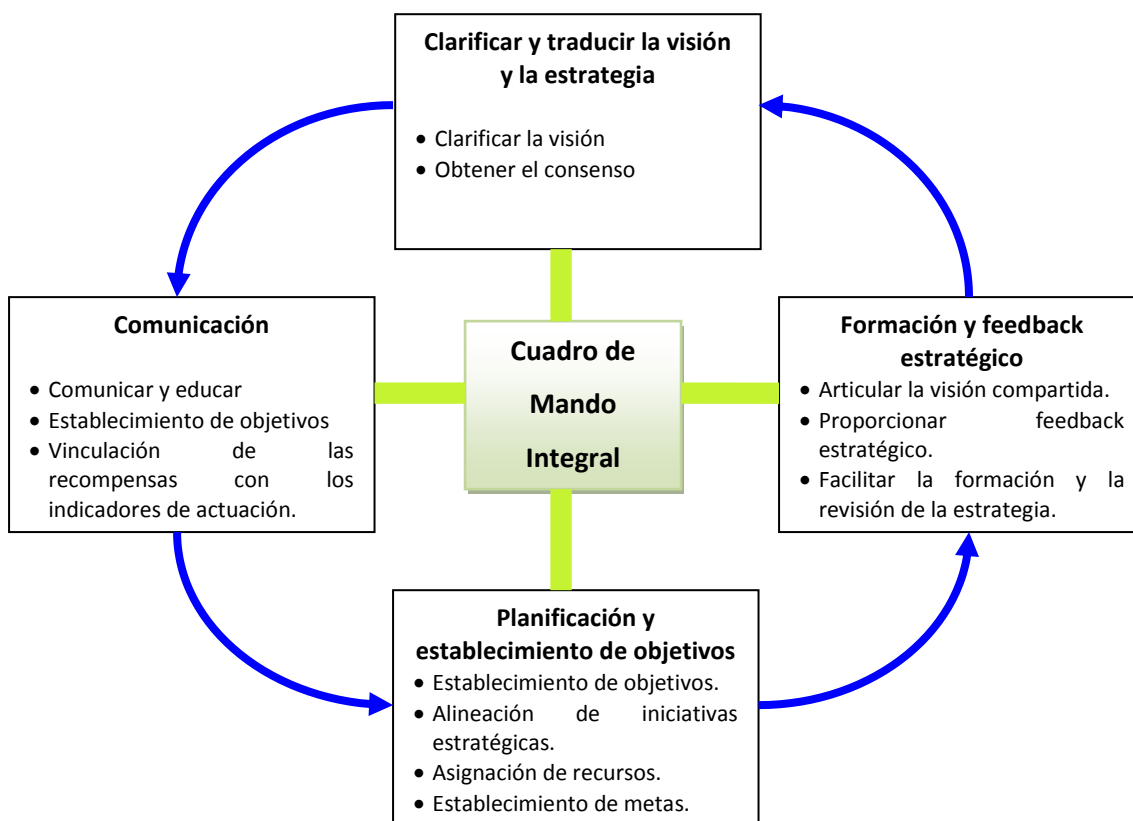 Clarificar y traducir la visión
y la estrategia
• Clarificar la visión
• Obtener el consenso
Comunicación
• Comunicar y educar
• Establecimiento de objetivos
• Vinculación de las
recompensas con los
indicadores de actuación.
Cuadro de
Mando
Integral
Formación y feedback
estratégico
• Articular la visión compartida.
• Proporcionar feedback
estratégico.
• Facilitar la formación y la
revisión de la estrategia.
Planificación y
establecimiento de objetivos
• Establecimiento de objetivos.
• Alineación de iniciativas
estratégicas.
• Asignación de recursos.
• Establecimiento de metas.